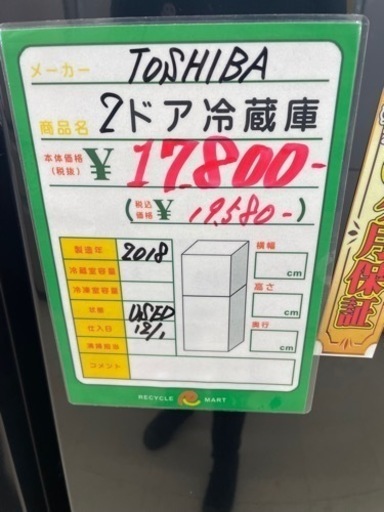 メーカー TOSHIBA
商品名 2ドア冷蔵庫
本体価格(税抜) ¥17.800-
(税込価格 ¥19.580-)
製造年 2018
冷蔵室容量
冷凍室容量
状態 USED
仕入日 12/1
清掃担当
コメント
横幅
cm
高さ
cm
奥行
cm
RECYCLE MART
月保証